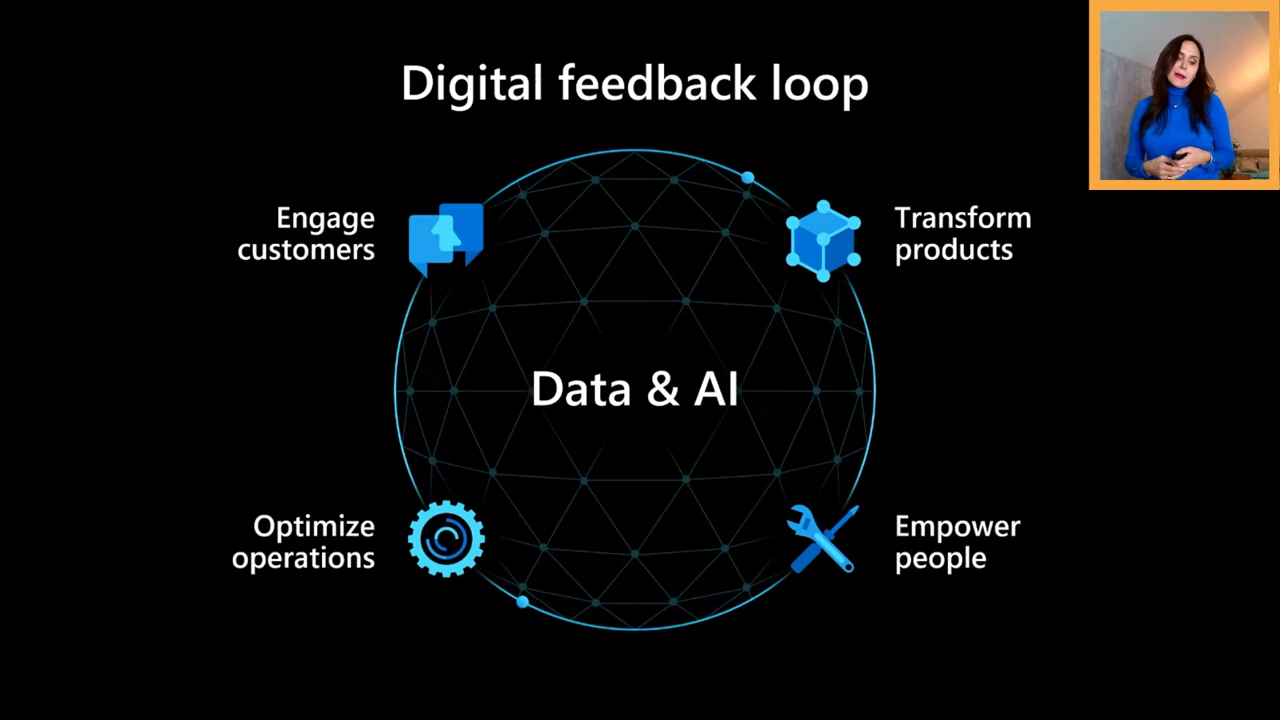 Digital feedback loop
Engage
customers
Transform
products
Data & AI
Optimize
operations
Empower
people